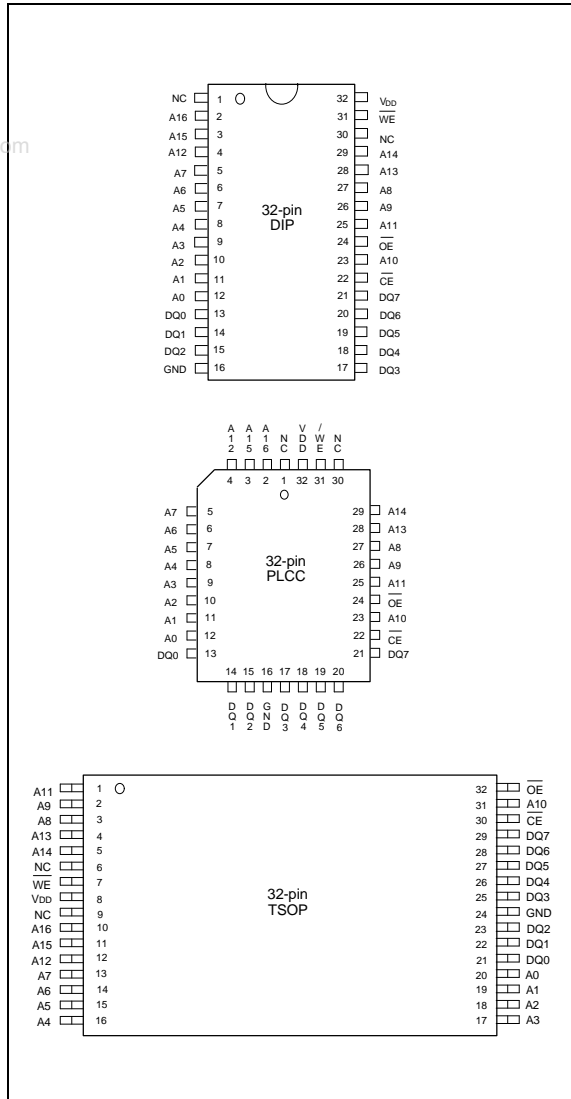 NC 1 32 VDD
A16 2 31 W̅E̅
A15 3 30 NC
om
A12 4 29 A14
A7 5 28 A13
A6 6 27 A8
A5 7 26 A9
32-pin
DIP
A4 8 25 A11
A3 9 24 O̅E̅
A2 10 23 A10
A1 11 22 C̅E̅
A0 12 21 DQ7
DQ0 13 20 DQ6
DQ1 14 19 DQ5
DQ2 15 18 DQ4
GND 16 17 DQ3
A12 A15 A16 NC VDD /WE NC
4 3 2 1 32 31 30
A7 5 29 A14
A6 6 28 A13
A5 7 27 A8
A4 8 26 A9
32-pin
PLCC
A3 9 25 A11
A2 10 24 O̅E̅
A1 11 23 A10
A0 12 22 C̅E̅
DQ0 13 21 DQ7
14 15 16 17 18 19 20
DQ1 DQ2 GND DQ3 DQ4 DQ5 DQ6
A11 1 32 O̅E̅
A9 2 31 A10
A8 3 30 C̅E̅
A13 4 29 DQ7
A14 5 28 DQ6
NC 6 27 DQ5
W̅E̅ 7 26 DQ4
VDD 8 25 DQ3
32-pin
TSOP
NC 9 24 GND
A16 10 23 DQ2
A15 11 22 DQ1
A12 12 21 DQ0
A7 13 20 A0
A6 14 19 A1
A5 15 18 A2
A4 16 17 A3